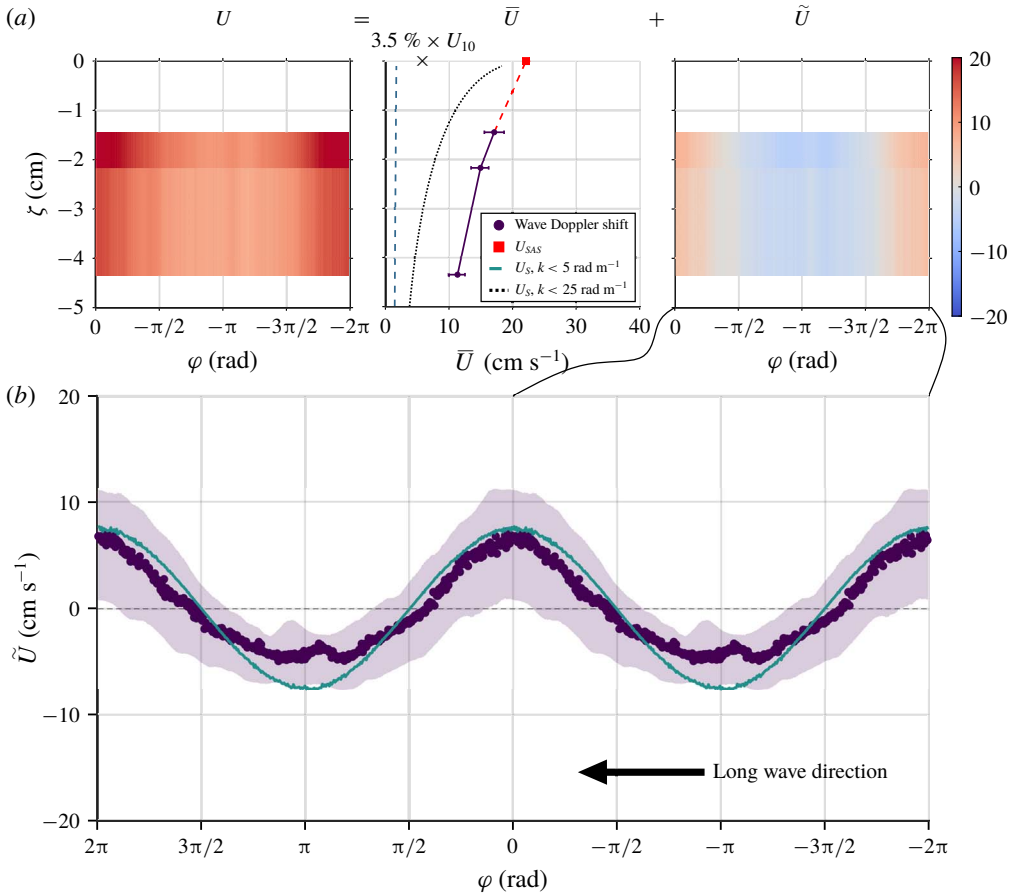 (a) U = U̅ + Ũ
3.5 % × U₁₀
0
−1
−2
−3
−4
−5
ζ (cm)
0 −π/2 −π −3π/2 −2π
φ (rad)
Wave Doppler shift
U_SAS
U_S, k < 5 rad m⁻¹
U_S, k < 25 rad m⁻¹
0 10 20 30 40
U̅ (cm s⁻¹)
0 −π/2 −π −3π/2 −2π
φ (rad)
20
10
0
−10
−20
(b)
20
10
0
−10
−20
Ũ (cm s⁻¹)
Long wave direction
2π 3π/2 π π/2 0 −π/2 −π −3π/2 −2π
φ (rad)